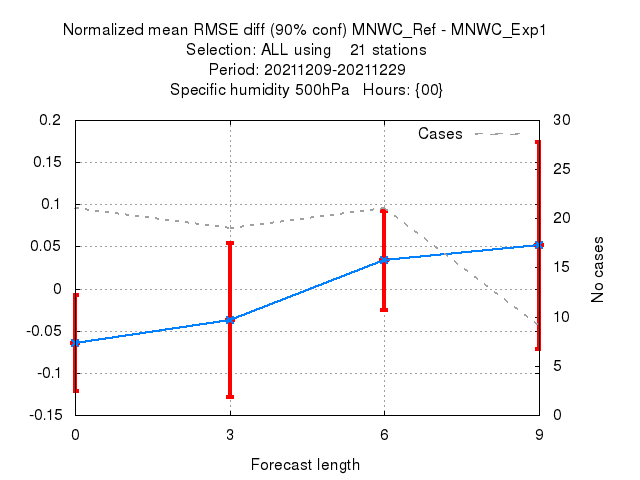 Normalized mean RMSE diff (90% conf) MNWC_Ref - MNWC_Exp1
Selection: ALL using 21 stations
Period: 20211209-20211229
Specific humidity 500hPa Hours: {00}
Cases
0.2
0.15
0.1
0.05
0
-0.05
-0.1
-0.15
30
25
20
15
10
5
0
No cases
0 3 6 9
Forecast length